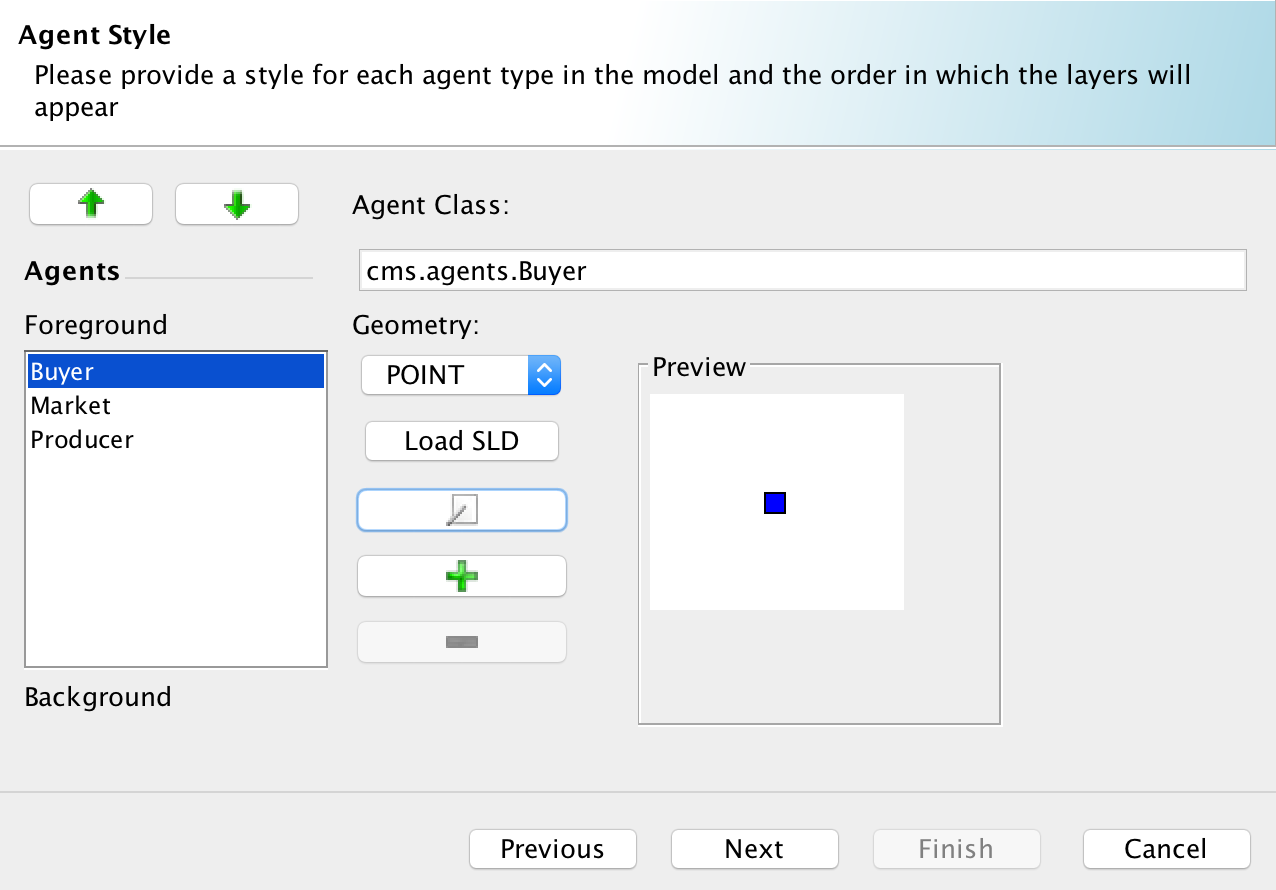 Agent Style
Please provide a style for each agent type in the model and the order in which the layers will
appear
Agent Class:
Agents
cms.agents.Buyer
Foreground
Geometry:
Buyer
Market
Producer
POINT
Load SLD
Preview
Background
Previous
Next
Finish
Cancel